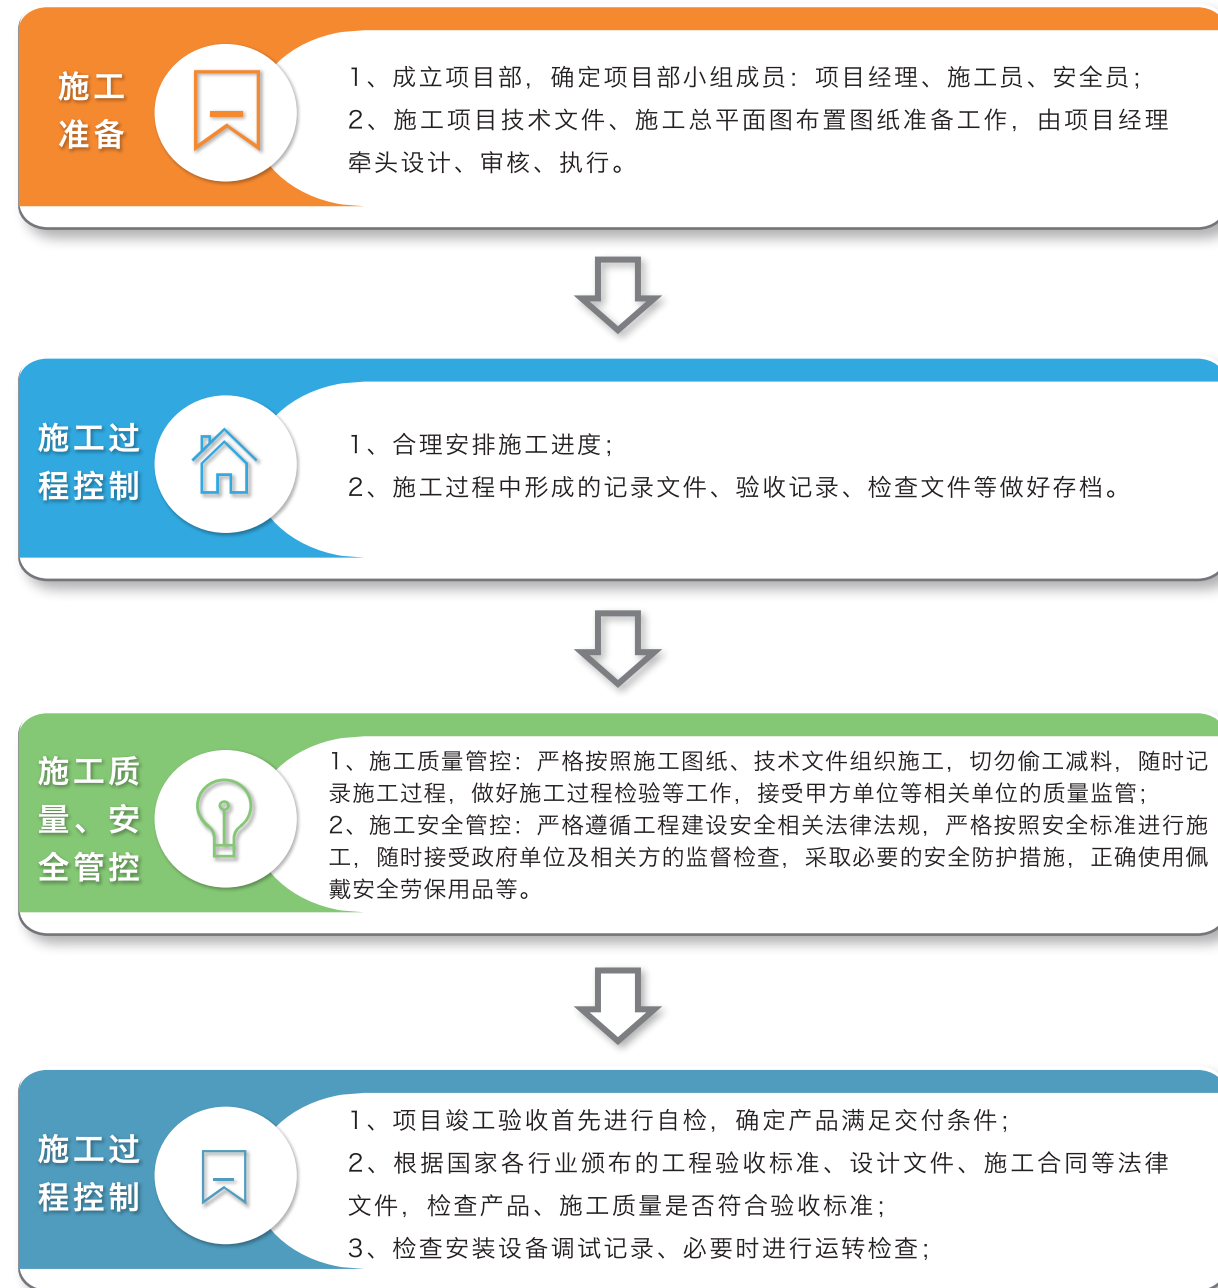 施工
准备
1、成立项目部，确定项目部小组成员：项目经理、施工员、安全员；
2、施工项目技术文件、施工总平面图布置图纸准备工作，由项目经理
牵头设计、审核、执行。
施工过
程控制
1、合理安排施工进度；
2、施工过程中形成的记录文件、验收记录、检查文件等做好存档。
施工质
量、安
全管控
1、施工质量管控：严格按照施工图纸、技术文件组织施工，切勿偷工减料，随时记
录施工过程，做好施工过程检验等工作，接受甲方单位等相关单位的质量监管；
2、施工安全管控：严格遵循工程建设安全相关法律法规，严格按照安全标准进行施
工，随时接受政府单位及相关方的监督检查，采取必要的安全防护措施，正确使用佩
戴安全劳保用品等。
施工过
程控制
1、项目竣工验收首先进行自检，确定产品满足交付条件；
2、根据国家各行业颁布的工程验收标准、设计文件、施工合同等法律
文件，检查产品、施工质量是否符合验收标准；
3、检查安装设备调试记录、必要时进行运转检查；